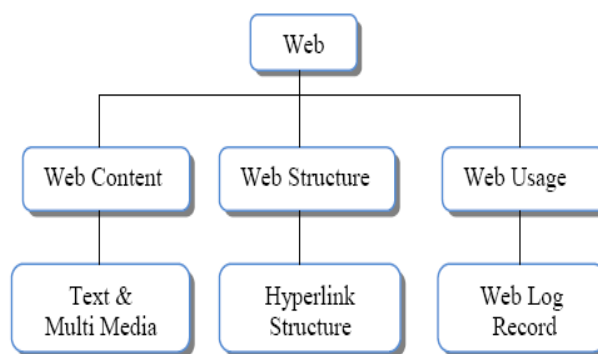 Web
Web Content
Web Structure
Web Usage
Text &
Multi Media
Hyperlink
Structure
Web Log
Record